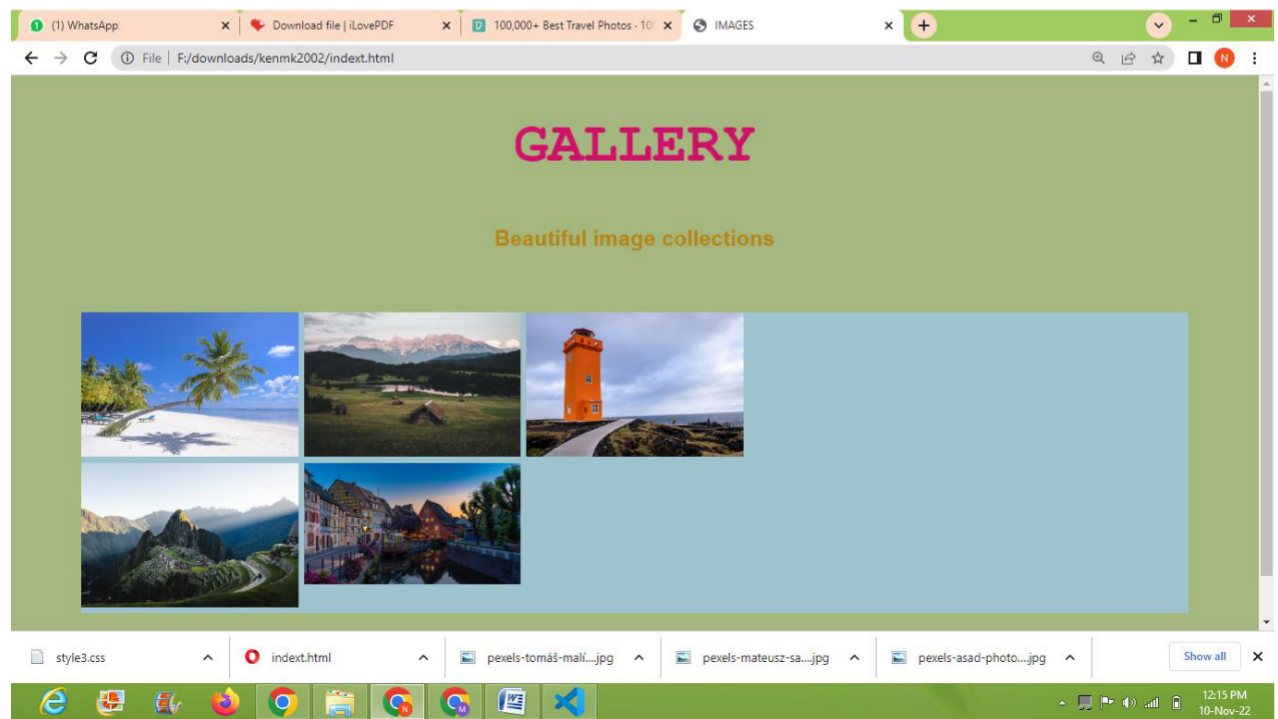 (1) WhatsApp
Download file | iLovePDF
100,000+ Best Travel Photos · 100
IMAGES
File | F:/downloads/kenmk2002/indext.html
N
GALLERY
Beautiful image collections
style3.css
indext.html
pexels-tomáš-malí....jpg
pexels-mateusz-sa....jpg
pexels-asad-photo....jpg
Show all
12:15 PM
10-Nov-22